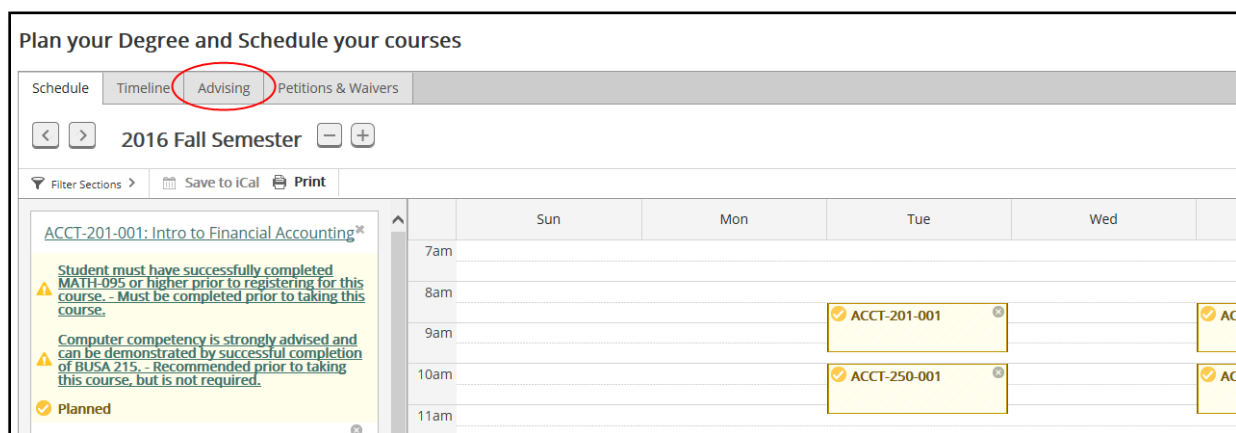 Plan your Degree and Schedule your courses
Schedule Timeline Advising Petitions & Waivers
2016 Fall Semester
Filter Sections > Save to iCal Print
ACCT-201-001: Intro to Financial Accounting
Student must have successfully completed
MATH-095 or higher prior to registering for this
course. - Must be completed prior to taking this
course.
Computer competency is strongly advised and
can be demonstrated by successful completion
of BUSA 215. - Recommended prior to taking
this course, but is not required.
Planned
Sun Mon Tue Wed
7am
8am
ACCT-201-001 AC
9am
10am
ACCT-250-001 AC
11am